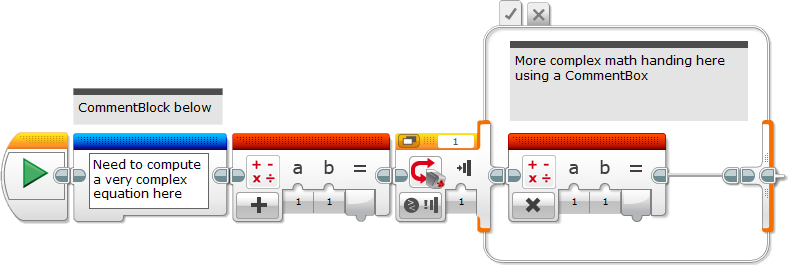 More complex math handing here
using a CommentBox
CommentBlock below
1
Need to compute
a very complex
equation here
a b =
1 1
1
a b =
1 1